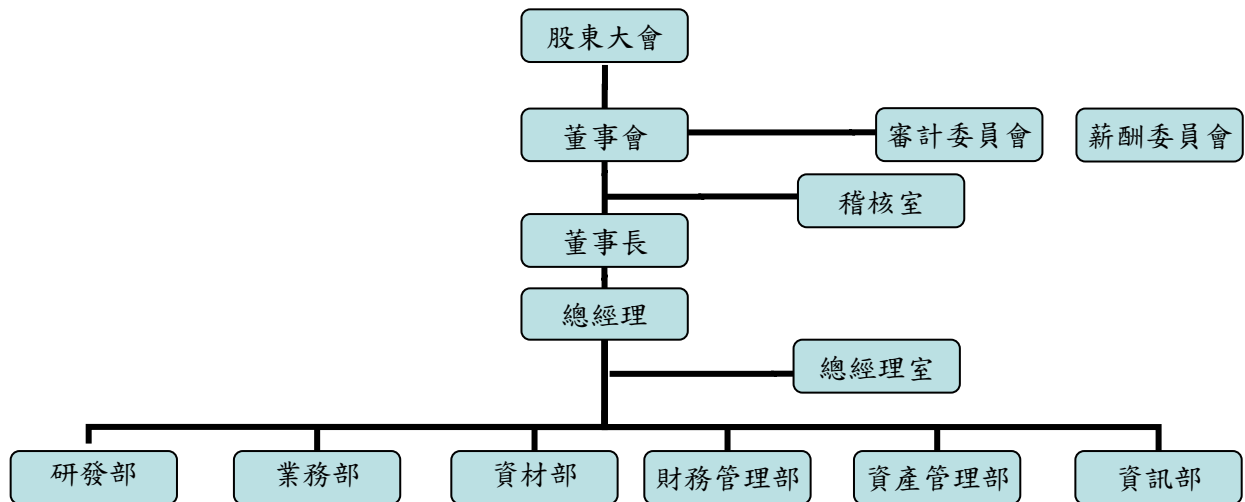 股東大會
董事會
審計委員會
薪酬委員會
稽核室
董事長
總經理
總經理室
研發部
業務部
資材部
財務管理部
資產管理部
資訊部